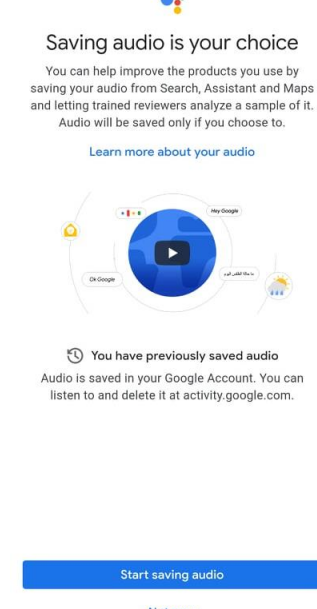 Saving audio is your choice
You can help improve the products you use by
saving your audio from Search, Assistant and Maps
and letting trained reviewers analyze a sample of it.
Audio will be saved only if you choose to.
Learn more about your audio
Hey Google
Ok Google
You have previously saved audio
Audio is saved in your Google Account. You can
listen to and delete it at activity.google.com.
Start saving audio